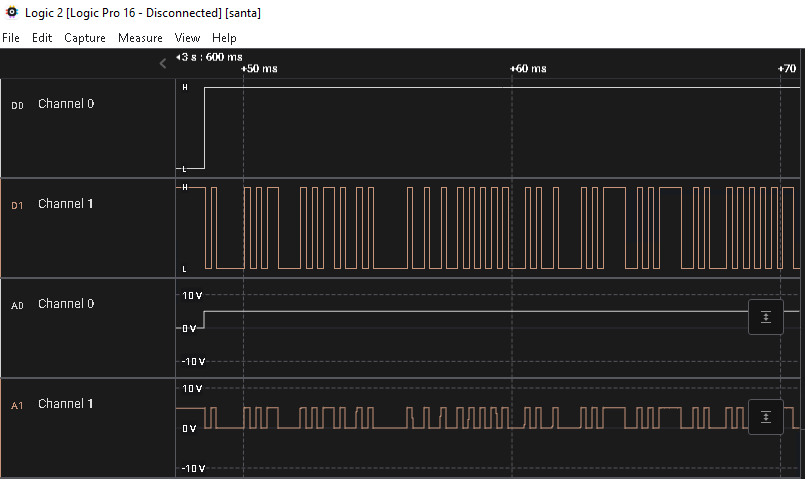 Logic 2 [Logic Pro 16 - Disconnected] [santa]
File Edit Capture Measure View Help
3 s : 600 ms
+50 ms +60 ms +70
D0 Channel 0
H
L
D1 Channel 1
H
L
A0 Channel 0
10 V
0 V
-10 V
A1 Channel 1
10 V
0 V
-10 V